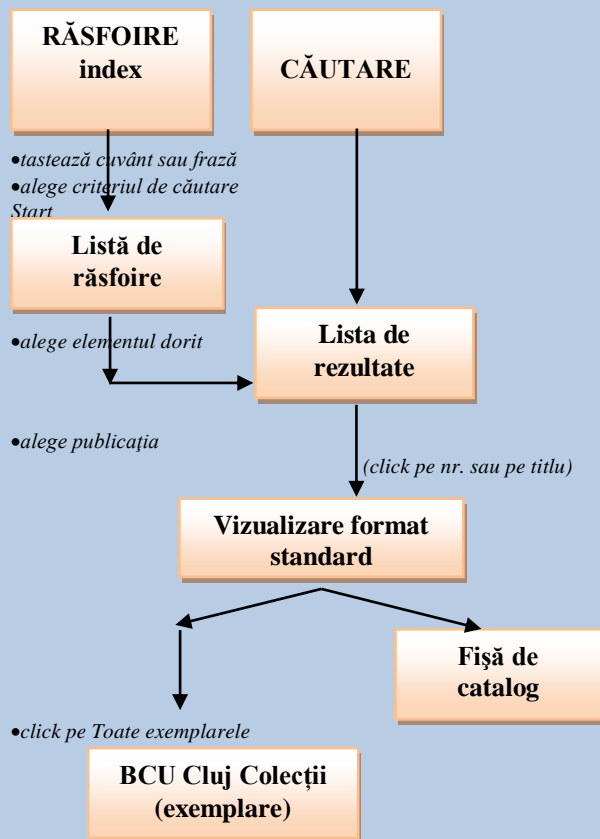 RĂSFOIRE
index
CĂUTARE
•tastează cuvânt sau frază
•alege criteriul de căutare
Start
Listă de
răsfoire
•alege elementul dorit
Lista de
rezultate
•alege publicaţia
(click pe nr. sau pe titlu)
Vizualizare format
standard
Fişă de
catalog
•click pe Toate exemplarele
BCU Cluj Colecții
(exemplare)